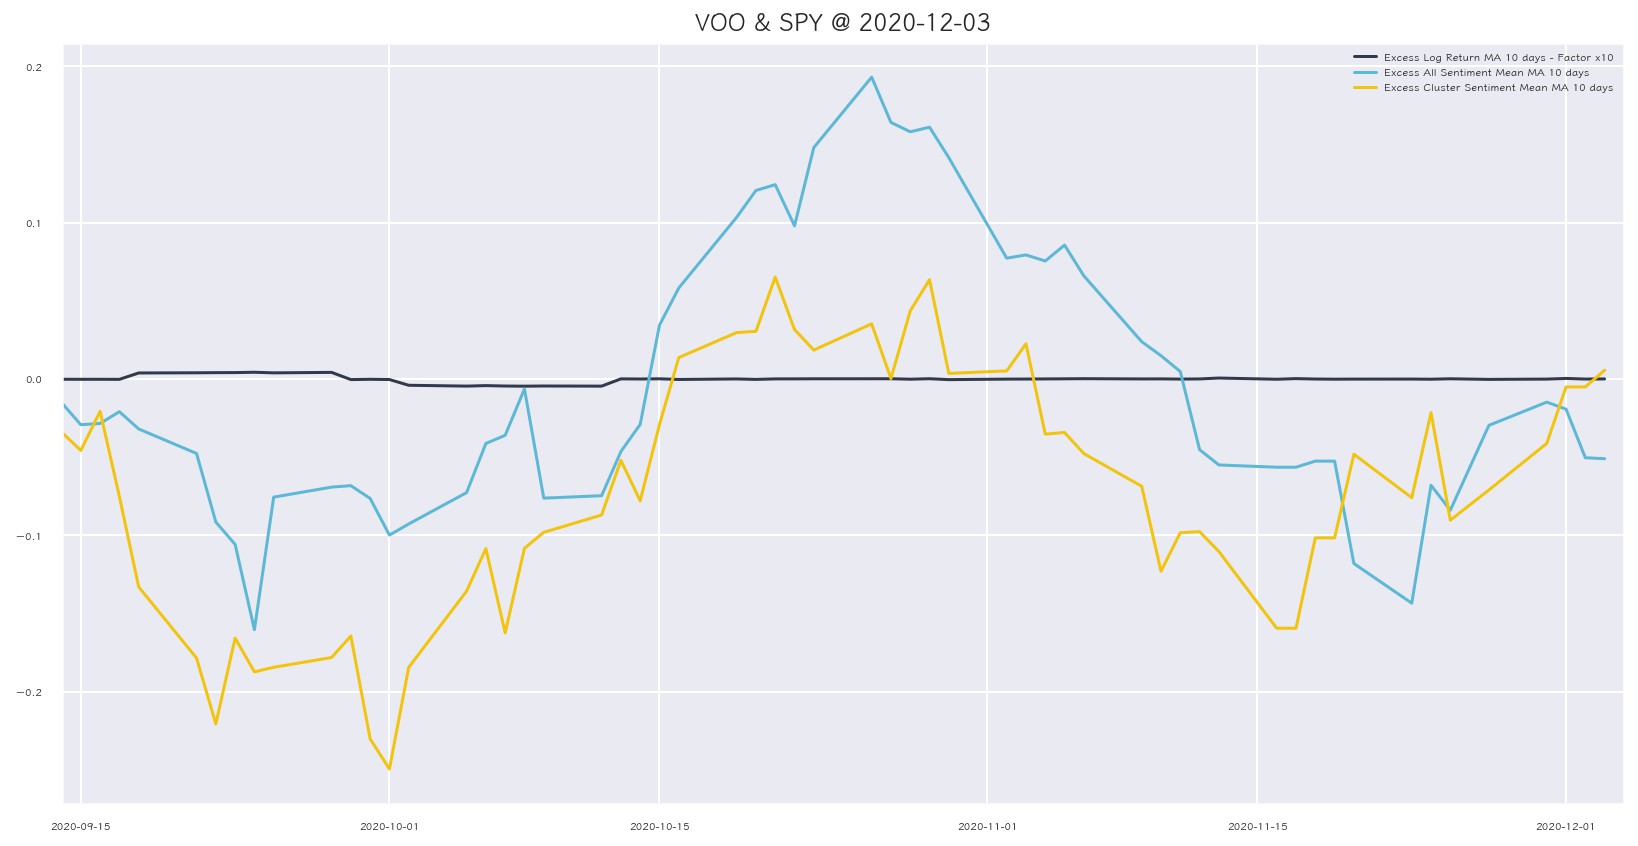 VOO & SPY @ 2020-12-03
Excess Log Return MA 10 days - Factor x10
Excess All Sentiment Mean MA 10 days
Excess Cluster Sentiment Mean MA 10 days
0.2
0.1
0.0
−0.1
−0.2
2020-09-15 2020-10-01 2020-10-15 2020-11-01 2020-11-15 2020-12-01